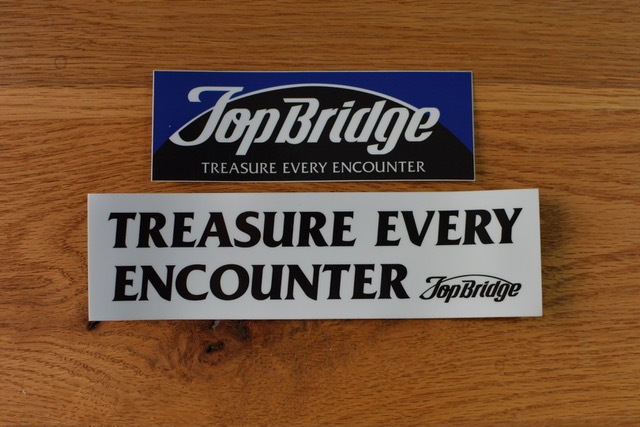 TopBridge
TREASURE EVERY ENCOUNTER
TREASURE EVERY
ENCOUNTER TopBridge